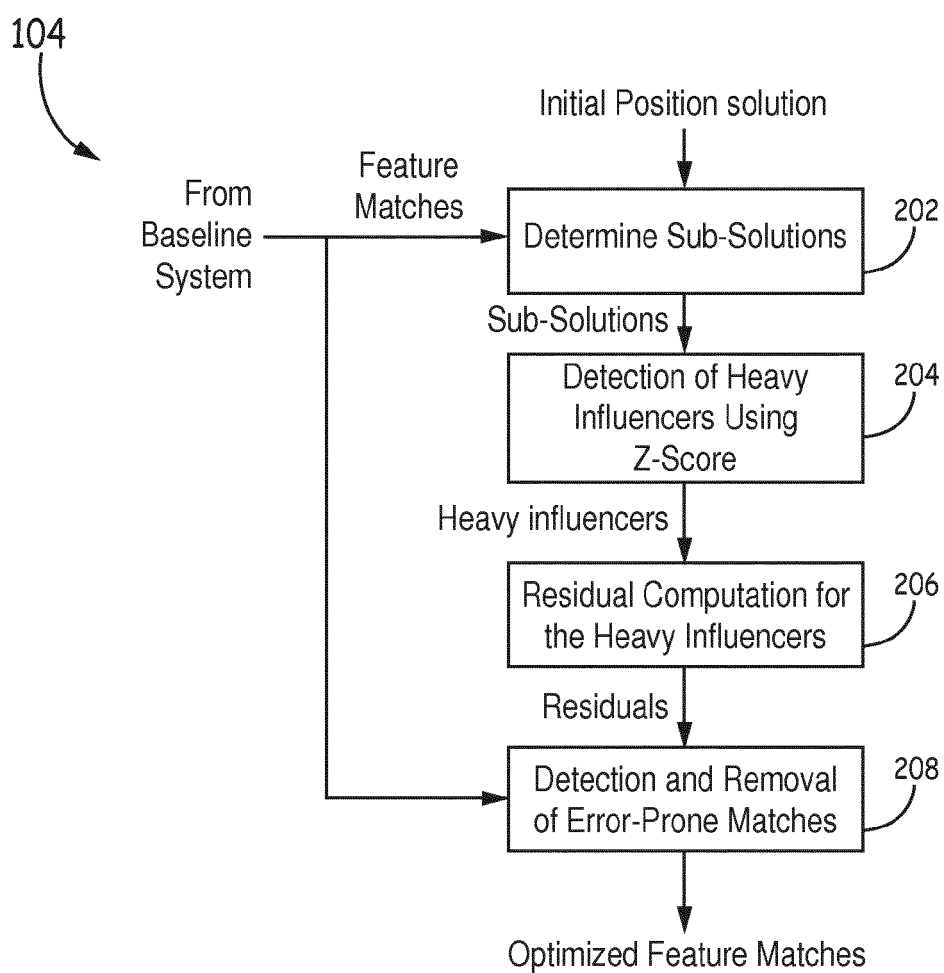 104
Initial Position solution
Feature
Matches
From
Baseline
System
Determine Sub-Solutions
202
Sub-Solutions
Detection of Heavy
Influencers Using
Z-Score
204
Heavy influencers
Residual Computation for
the Heavy Influencers
206
Residuals
Detection and Removal
of Error-Prone Matches
208
Optimized Feature Matches